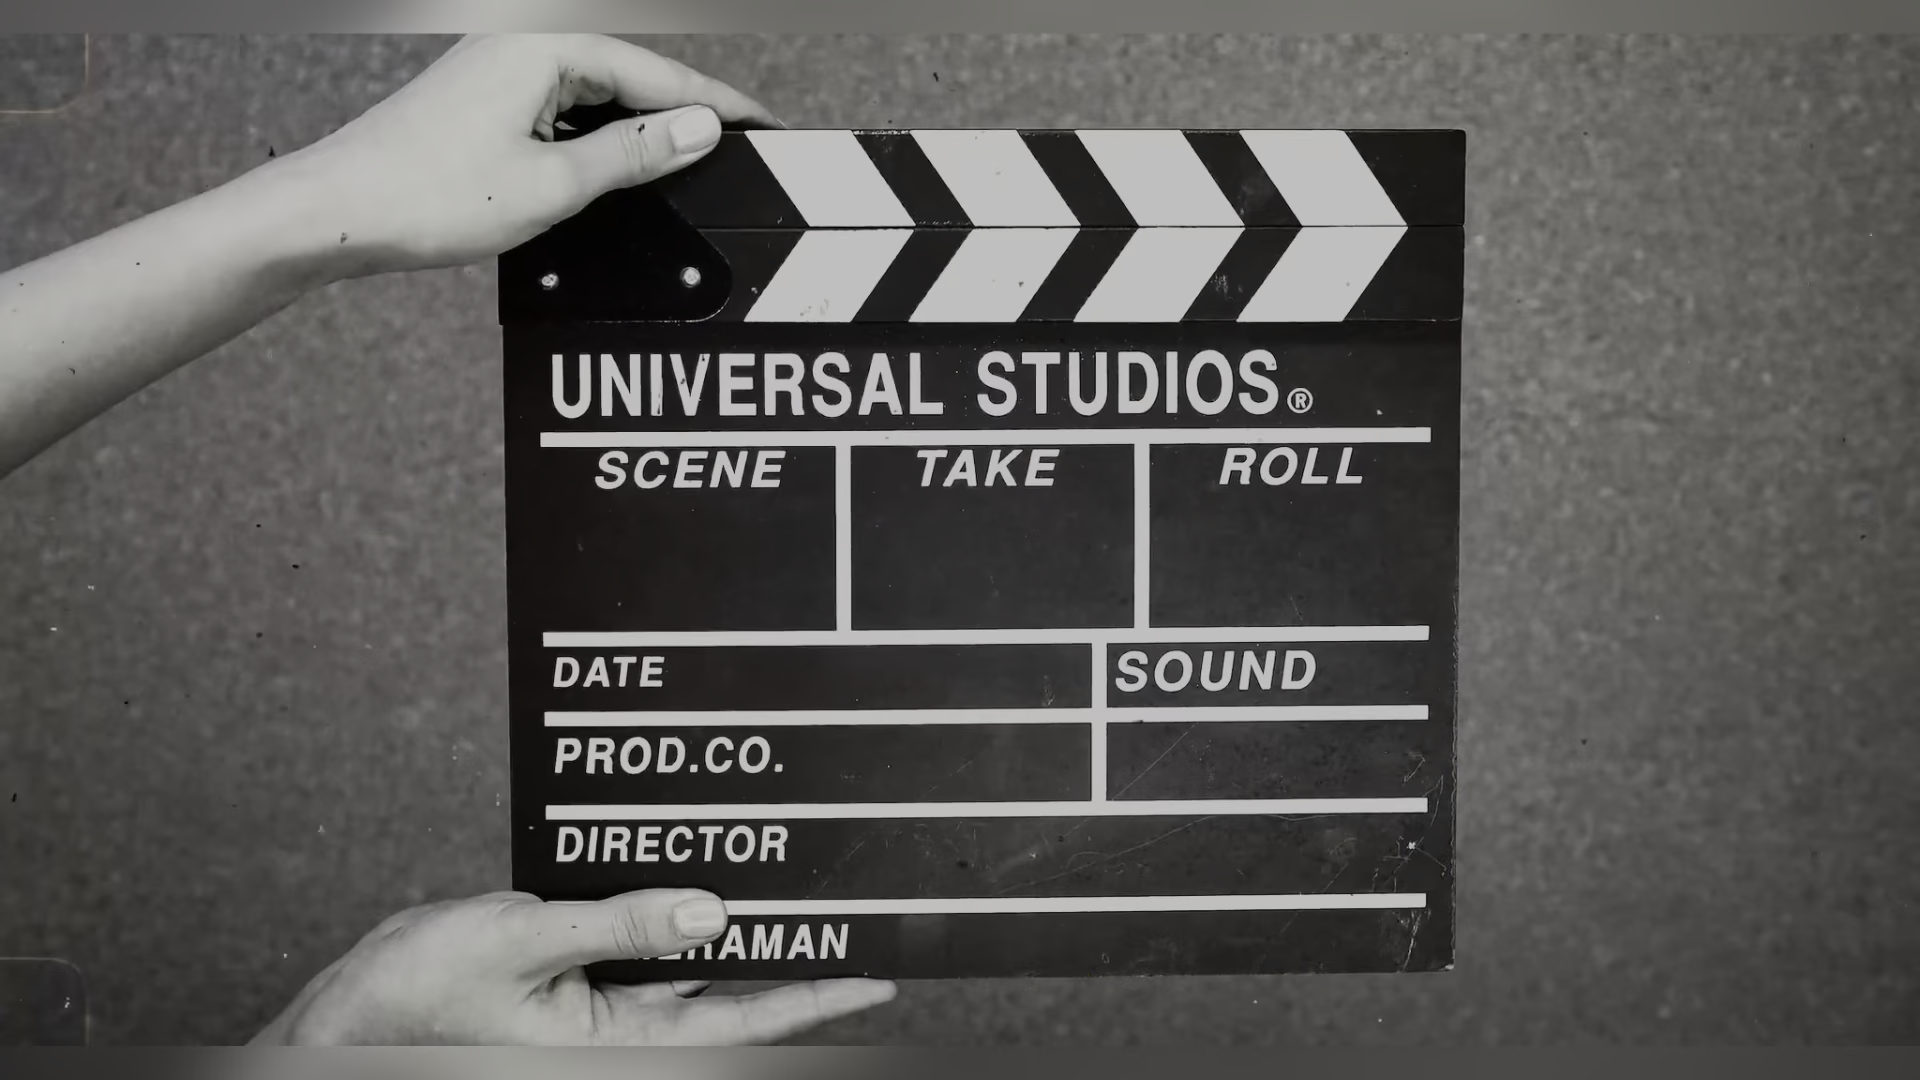 UNIVERSAL STUDIOS®
SCENE TAKE ROLL
DATE SOUND
PROD.CO.
DIRECTOR